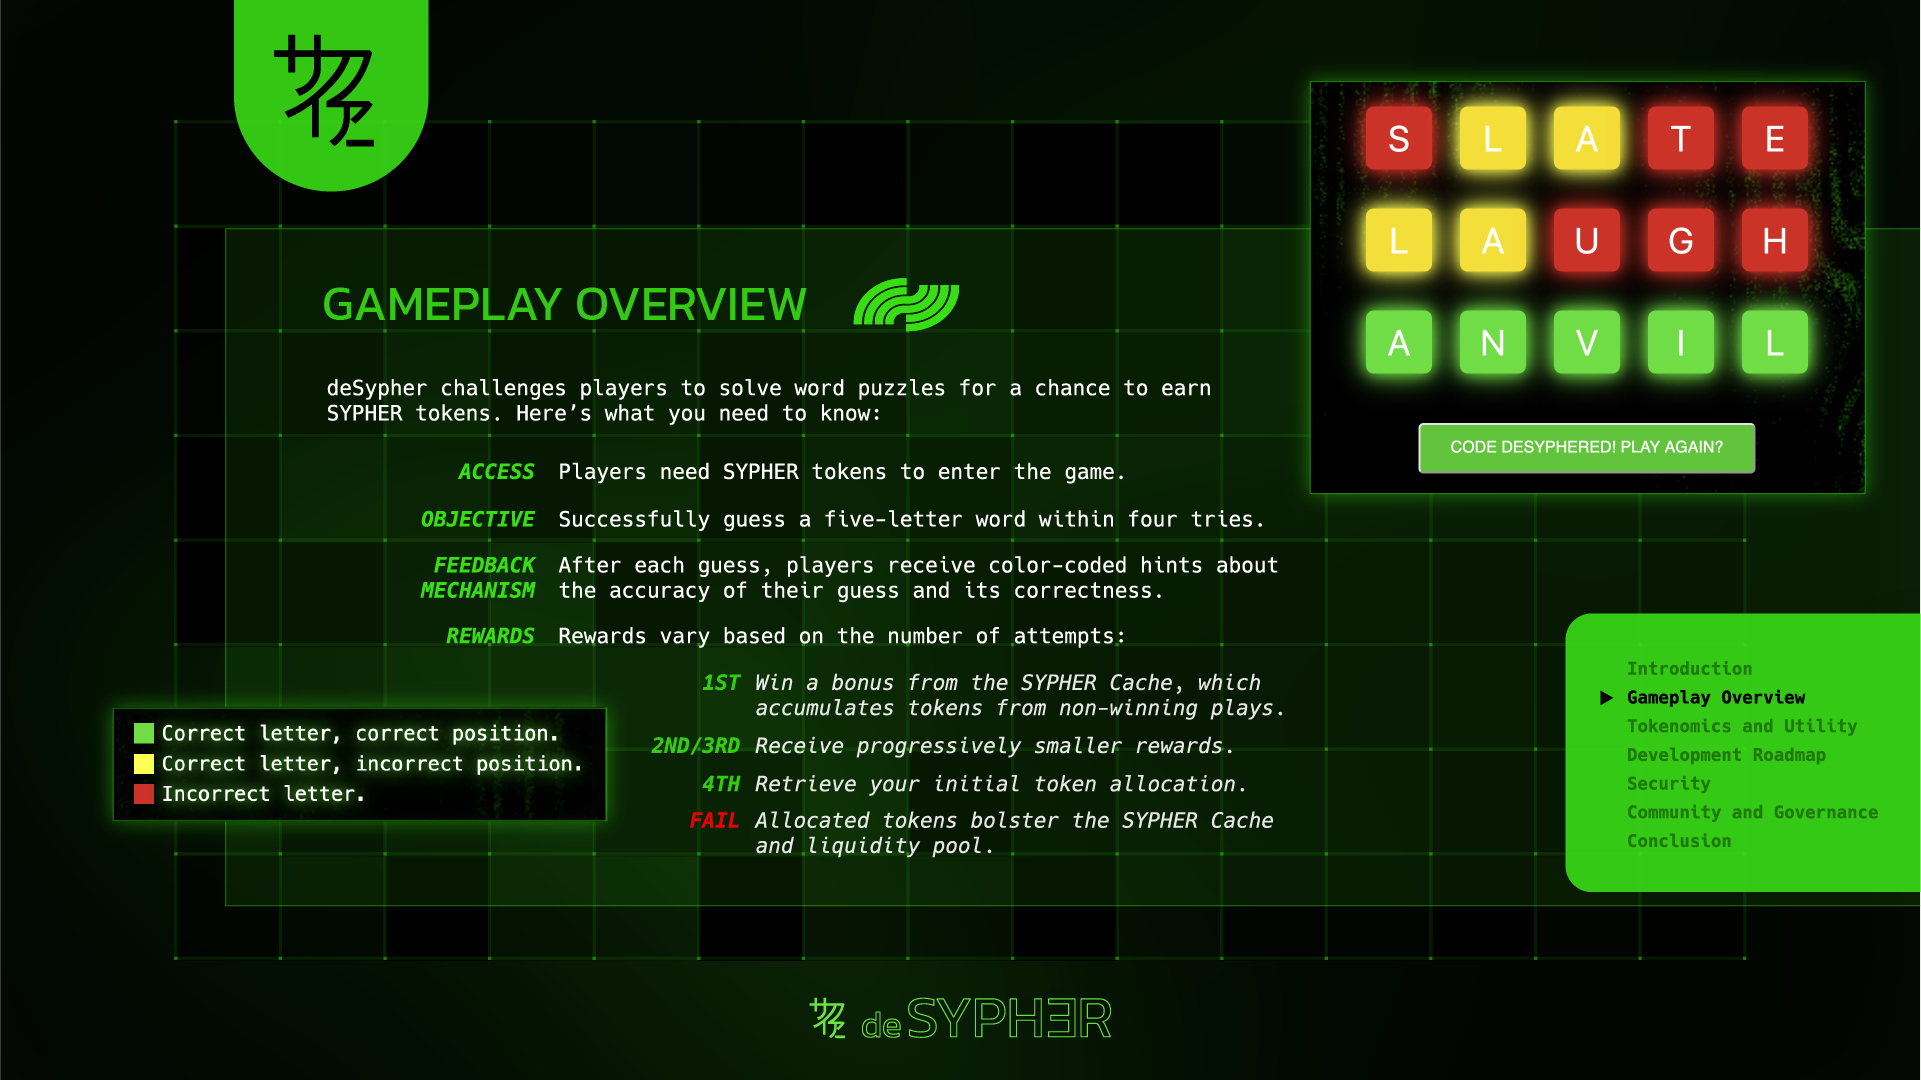 GAMEPLAY OVERVIEW
deSypher challenges players to solve word puzzles for a chance to earn
SYPHER tokens. Here’s what you need to know:
ACCESS Players need SYPHER tokens to enter the game.
OBJECTIVE Successfully guess a five-letter word within four tries.
FEEDBACK After each guess, players receive color-coded hints about
MECHANISM the accuracy of their guess and its correctness.
REWARDS Rewards vary based on the number of attempts:
1ST Win a bonus from the SYPHER Cache, which
accumulates tokens from non-winning plays.
2ND/3RD Receive progressively smaller rewards.
4TH Retrieve your initial token allocation.
FAIL Allocated tokens bolster the SYPHER Cache
and liquidity pool.
Correct letter, correct position.
Correct letter, incorrect position.
Incorrect letter.
S L A T E
L A U G H
A N V I L
CODE DESYPHERED! PLAY AGAIN?
Introduction
Gameplay Overview
Tokenomics and Utility
Development Roadmap
Security
Community and Governance
Conclusion
deSYPHER